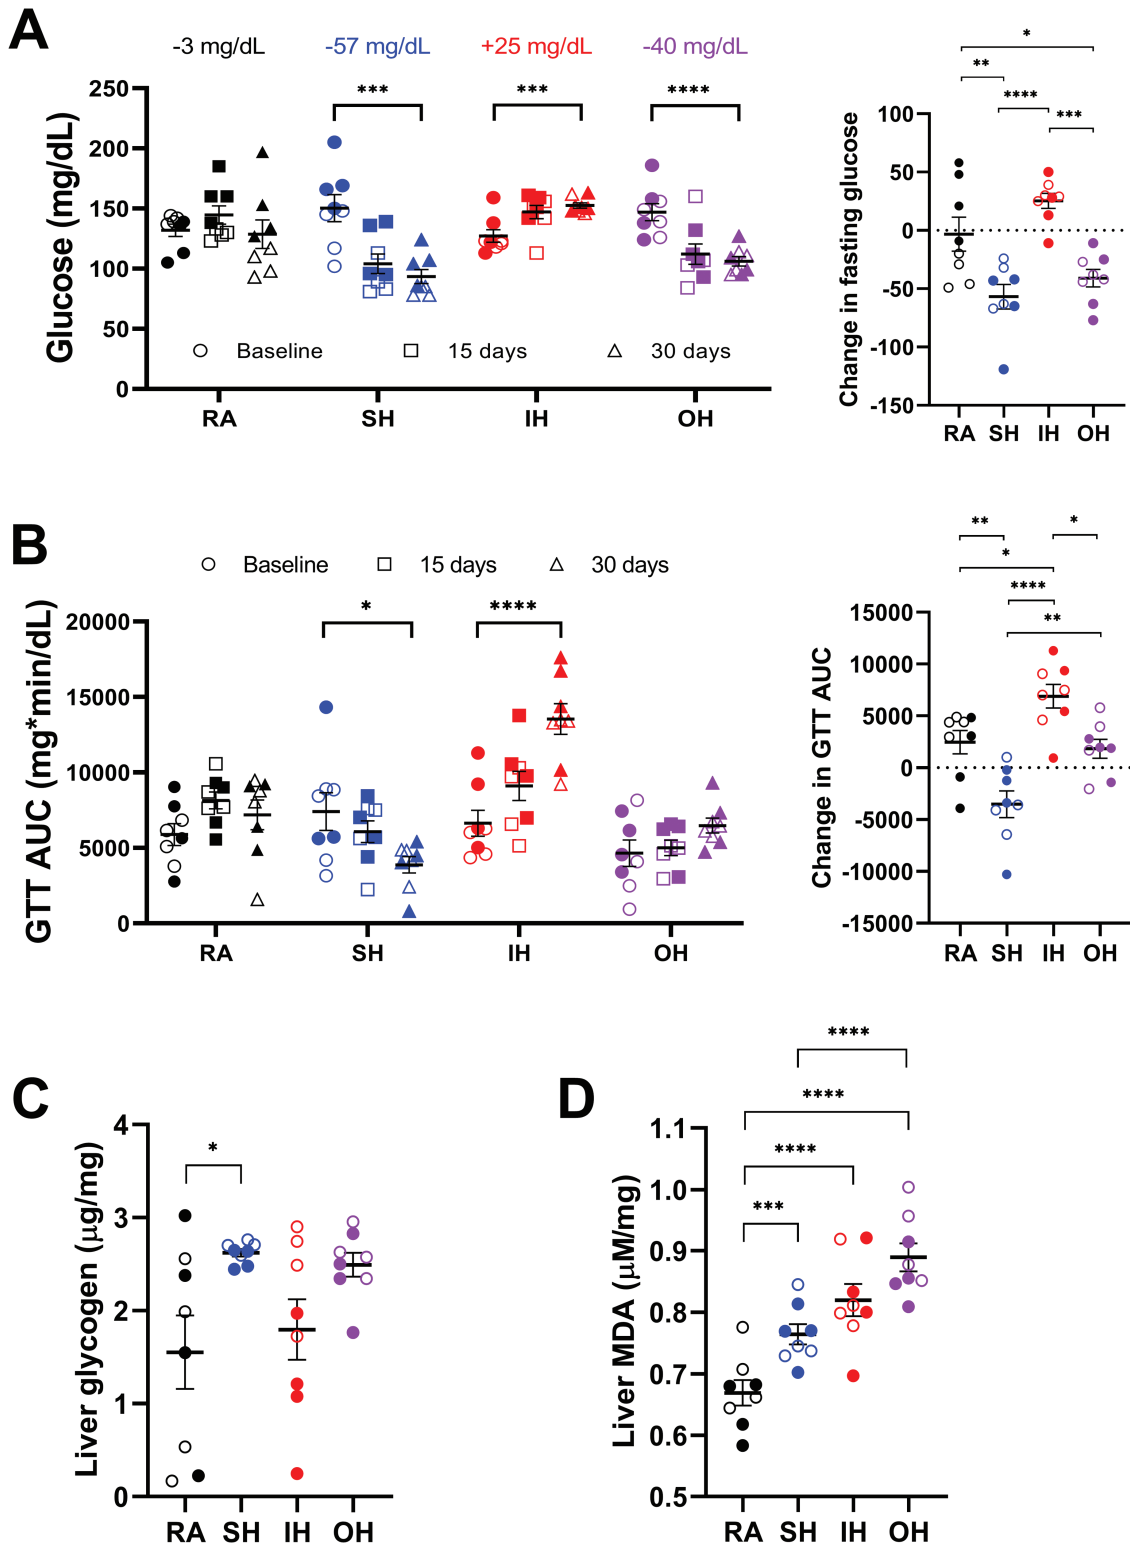 A
-3 mg/dL -57 mg/dL +25 mg/dL -40 mg/dL
*** *** ****
Glucose (mg/dL)
250
200
150
100
50
0
Baseline 15 days 30 days
RA SH IH OH
*
**
****
***
Change in fasting glucose
100
50
0
-50
-100
-150
RA SH IH OH
B
Baseline 15 days 30 days
* ****
GTT AUC (mg*min/dL)
20000
15000
10000
5000
0
RA SH IH OH
** *
*
****
**
Change in GTT AUC
15000
10000
5000
0
-5000
-10000
-15000
RA SH IH OH
C
*
Liver glycogen (µg/mg)
4
3
2
1
0
RA SH IH OH
D
****
****
****
***
Liver MDA (µM/mg)
1.1
1.0
0.9
0.8
0.7
0.6
0.5
RA SH IH OH